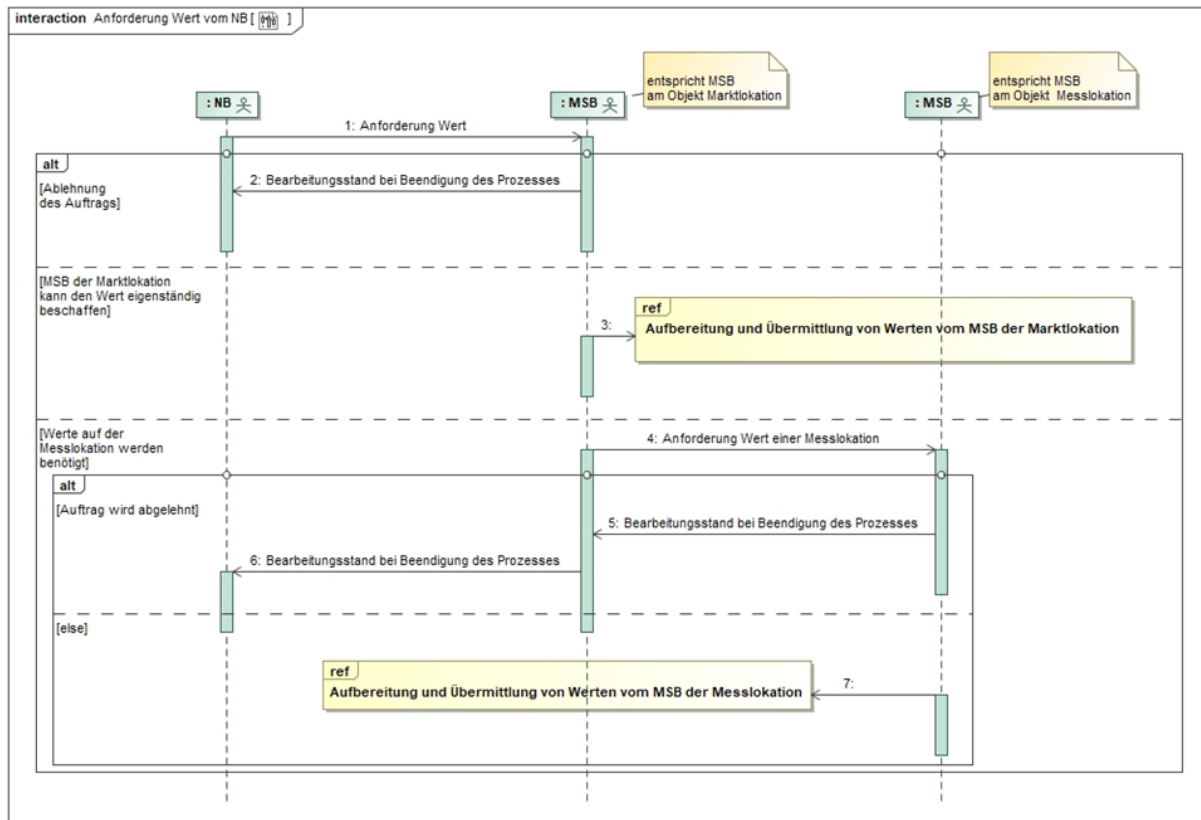 interaction Anforderung Wert vom NB [ ]
entspricht MSB
am Objekt Marktlokation
entspricht MSB
am Objekt Messlokation
: NB
: MSB
: MSB
1: Anforderung Wert
alt
[Ablehnung
des Auftrags]
2: Bearbeitungsstand bei Beendigung des Prozesses
[MSB der Marktlokation
kann den Wert eigenständig
beschaffen]
ref
3:
Aufbereitung und Übermittlung von Werten vom MSB der Marktlokation
[Werte auf der
Messlokation werden
benötigt]
4: Anforderung Wert einer Messlokation
alt
[Auftrag wird abgelehnt]
5: Bearbeitungsstand bei Beendigung des Prozesses
6: Bearbeitungsstand bei Beendigung des Prozesses
[else]
ref
Aufbereitung und Übermittlung von Werten vom MSB der Messlokation
7: